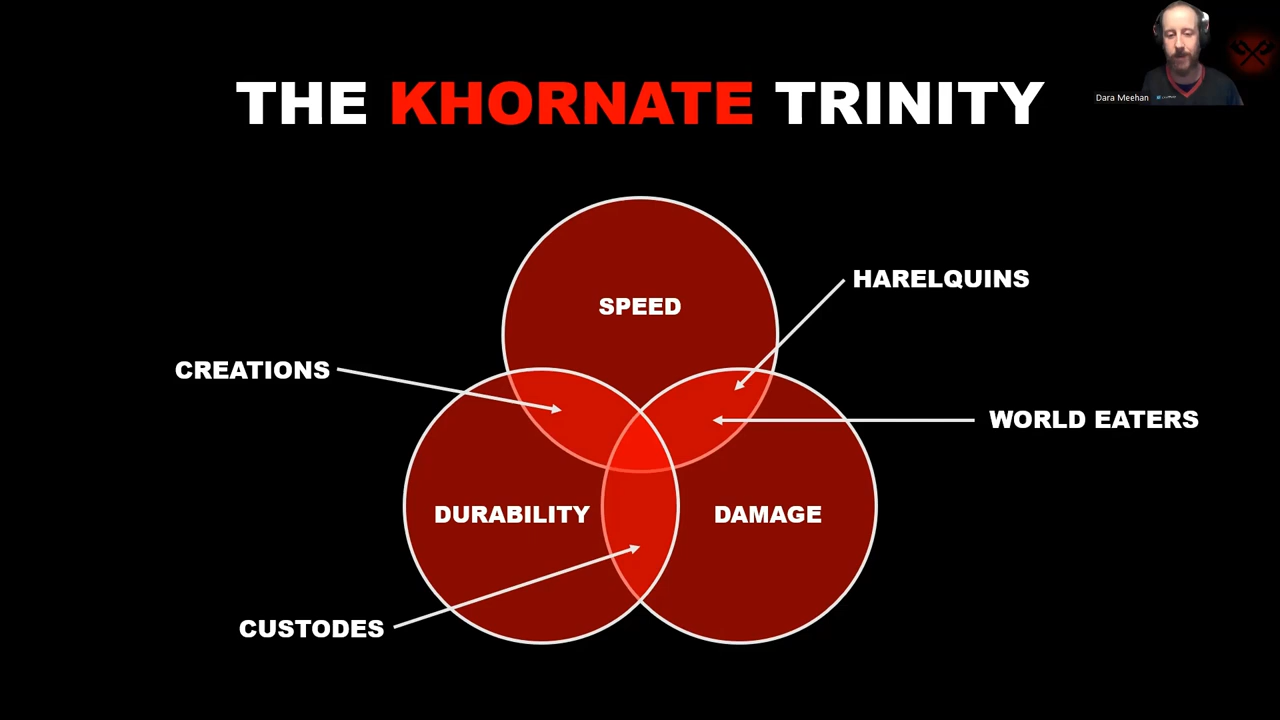 THE KHORNATE TRINITY
Dara Meehan
SPEED
HARELQUINS
CREATIONS
WORLD EATERS
DURABILITY
DAMAGE
CUSTODES